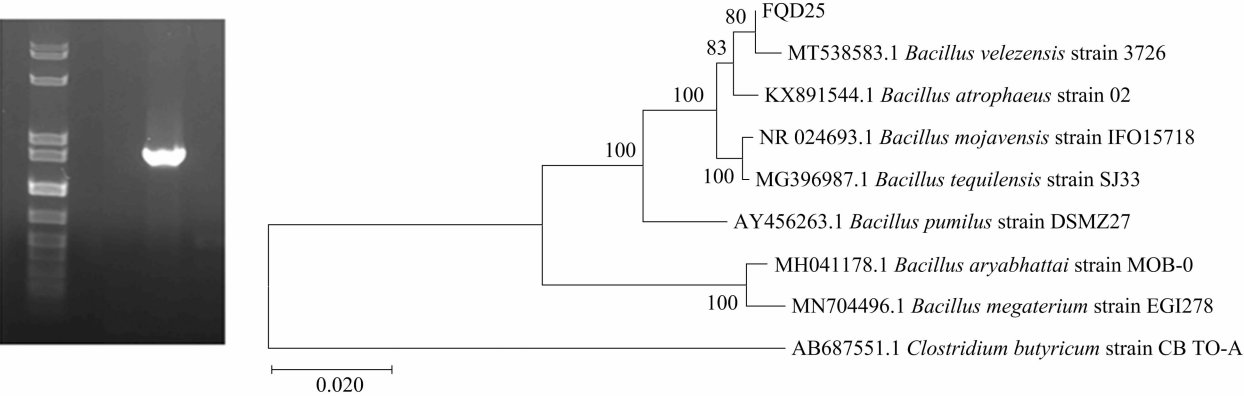 FQD25
80
MT538583.1 Bacillus velezensis strain 3726
83
KX891544.1 Bacillus atrophaeus strain 02
100
NR 024693.1 Bacillus mojavensis strain IFO15718
100
MG396987.1 Bacillus tequilensis strain SJ33
100
AY456263.1 Bacillus pumilus strain DSMZ27
MH041178.1 Bacillus aryabhattai strain MOB-0
100
MN704496.1 Bacillus megaterium strain EGI278
AB687551.1 Clostridium butyricum strain CB TO-A
0.020